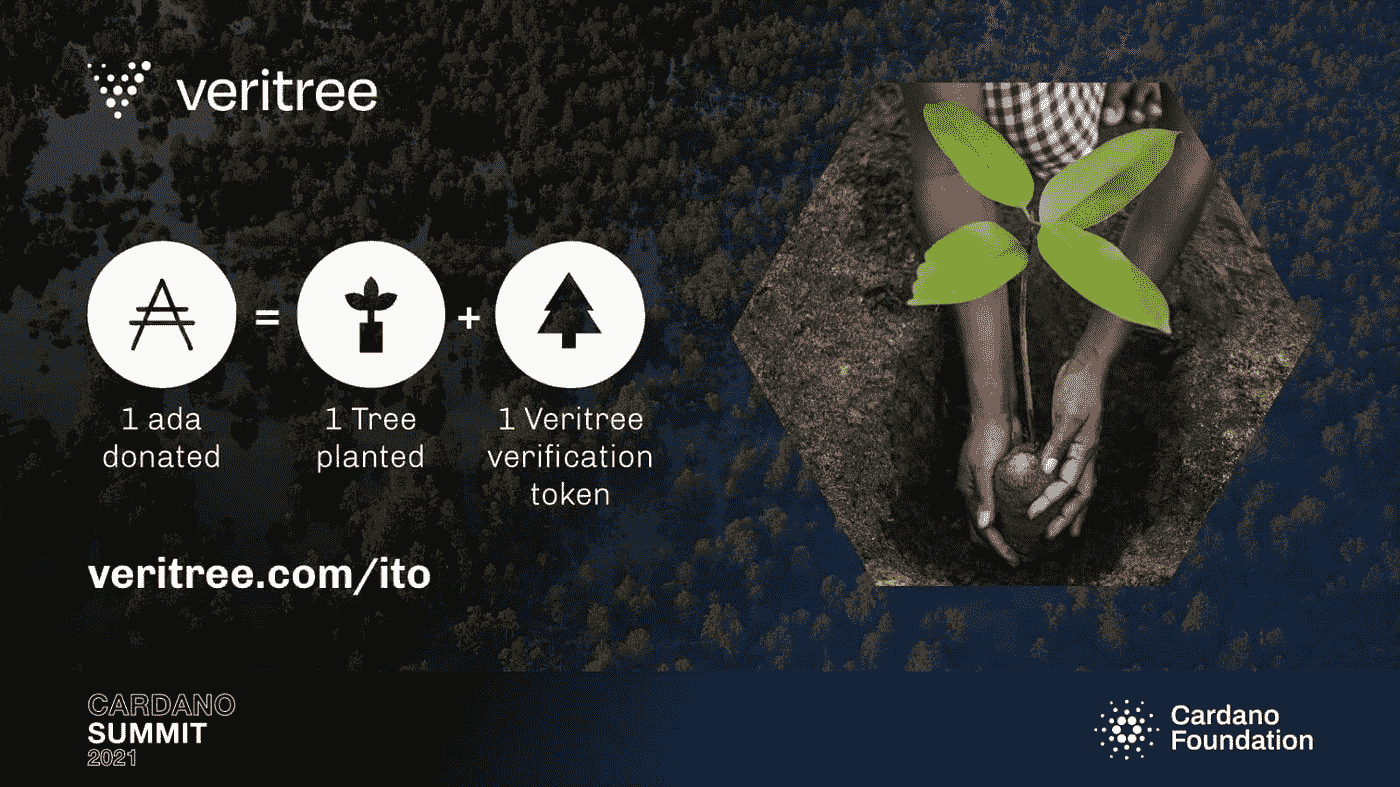 veritree
=
+
1 ada
donated
1 Tree
planted
1 Veritree
verification
token
veritree.com/ito
CARDANO
SUMMIT
2021
Cardano
Foundation